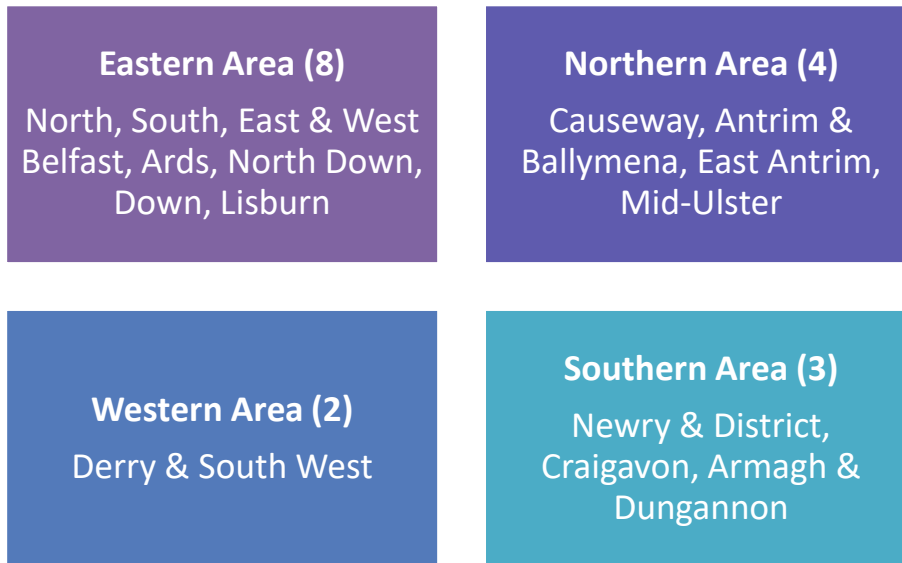 Eastern Area (8)
North, South, East & West
Belfast, Ards, North Down,
Down, Lisburn
Northern Area (4)
Causeway, Antrim &
Ballymena, East Antrim,
Mid-Ulster
Western Area (2)
Derry & South West
Southern Area (3)
Newry & District,
Craigavon, Armagh &
Dungannon